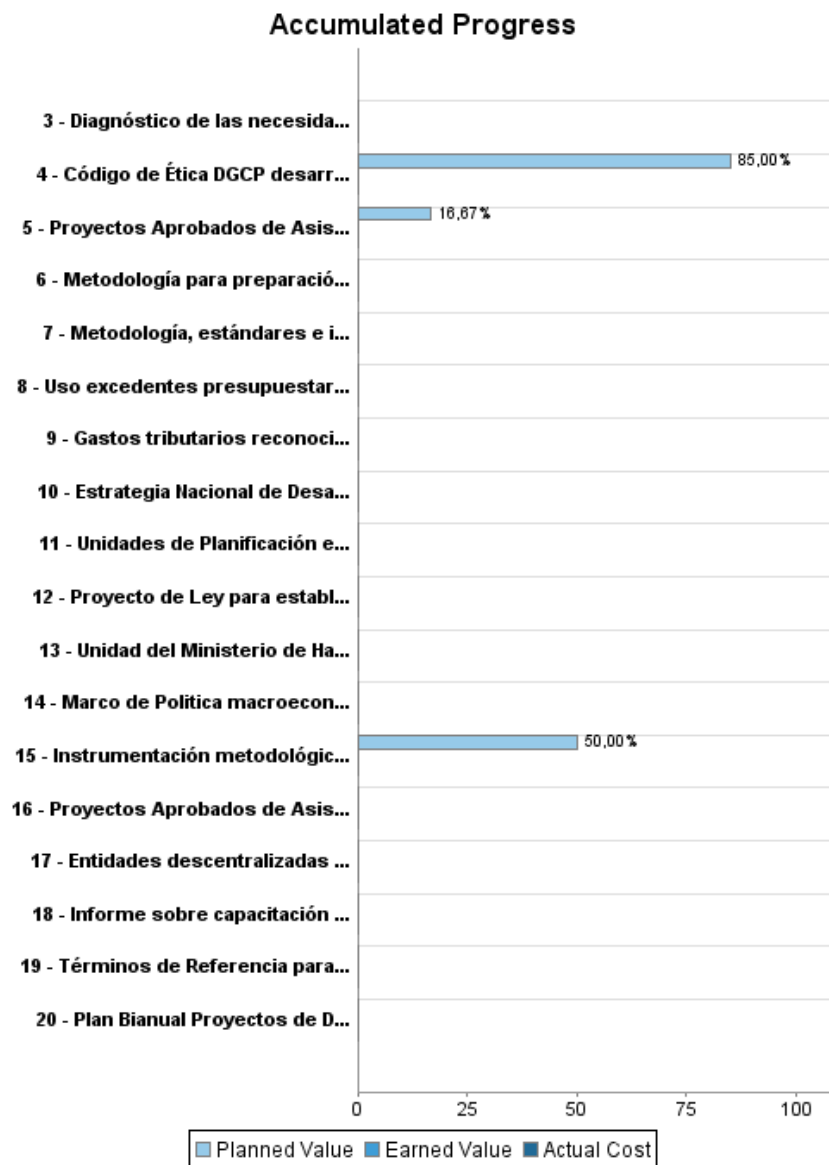 Accumulated Progress
3 - Diagnóstico de las necesida...
4 - Código de Ética DGCP desarr...
85,00%
5 - Proyectos Aprobados de Asis...
16,67%
6 - Metodología para preparació...
7 - Metodología, estándares e i...
8 - Uso excedentes presupuestar...
9 - Gastos tributarios reconoci...
10 - Estrategia Nacional de Desa...
11 - Unidades de Planificación e...
12 - Proyecto de Ley para establ...
13 - Unidad del Ministerio de Ha...
14 - Marco de Politica macroecon...
15 - Instrumentación metodológic...
50,00%
16 - Proyectos Aprobados de Asis...
17 - Entidades descentralizadas ...
18 - Informe sobre capacitación ...
19 - Términos de Referencia para...
20 - Plan Bianual Proyectos de D...
0 25 50 75 100
Planned Value Earned Value Actual Cost